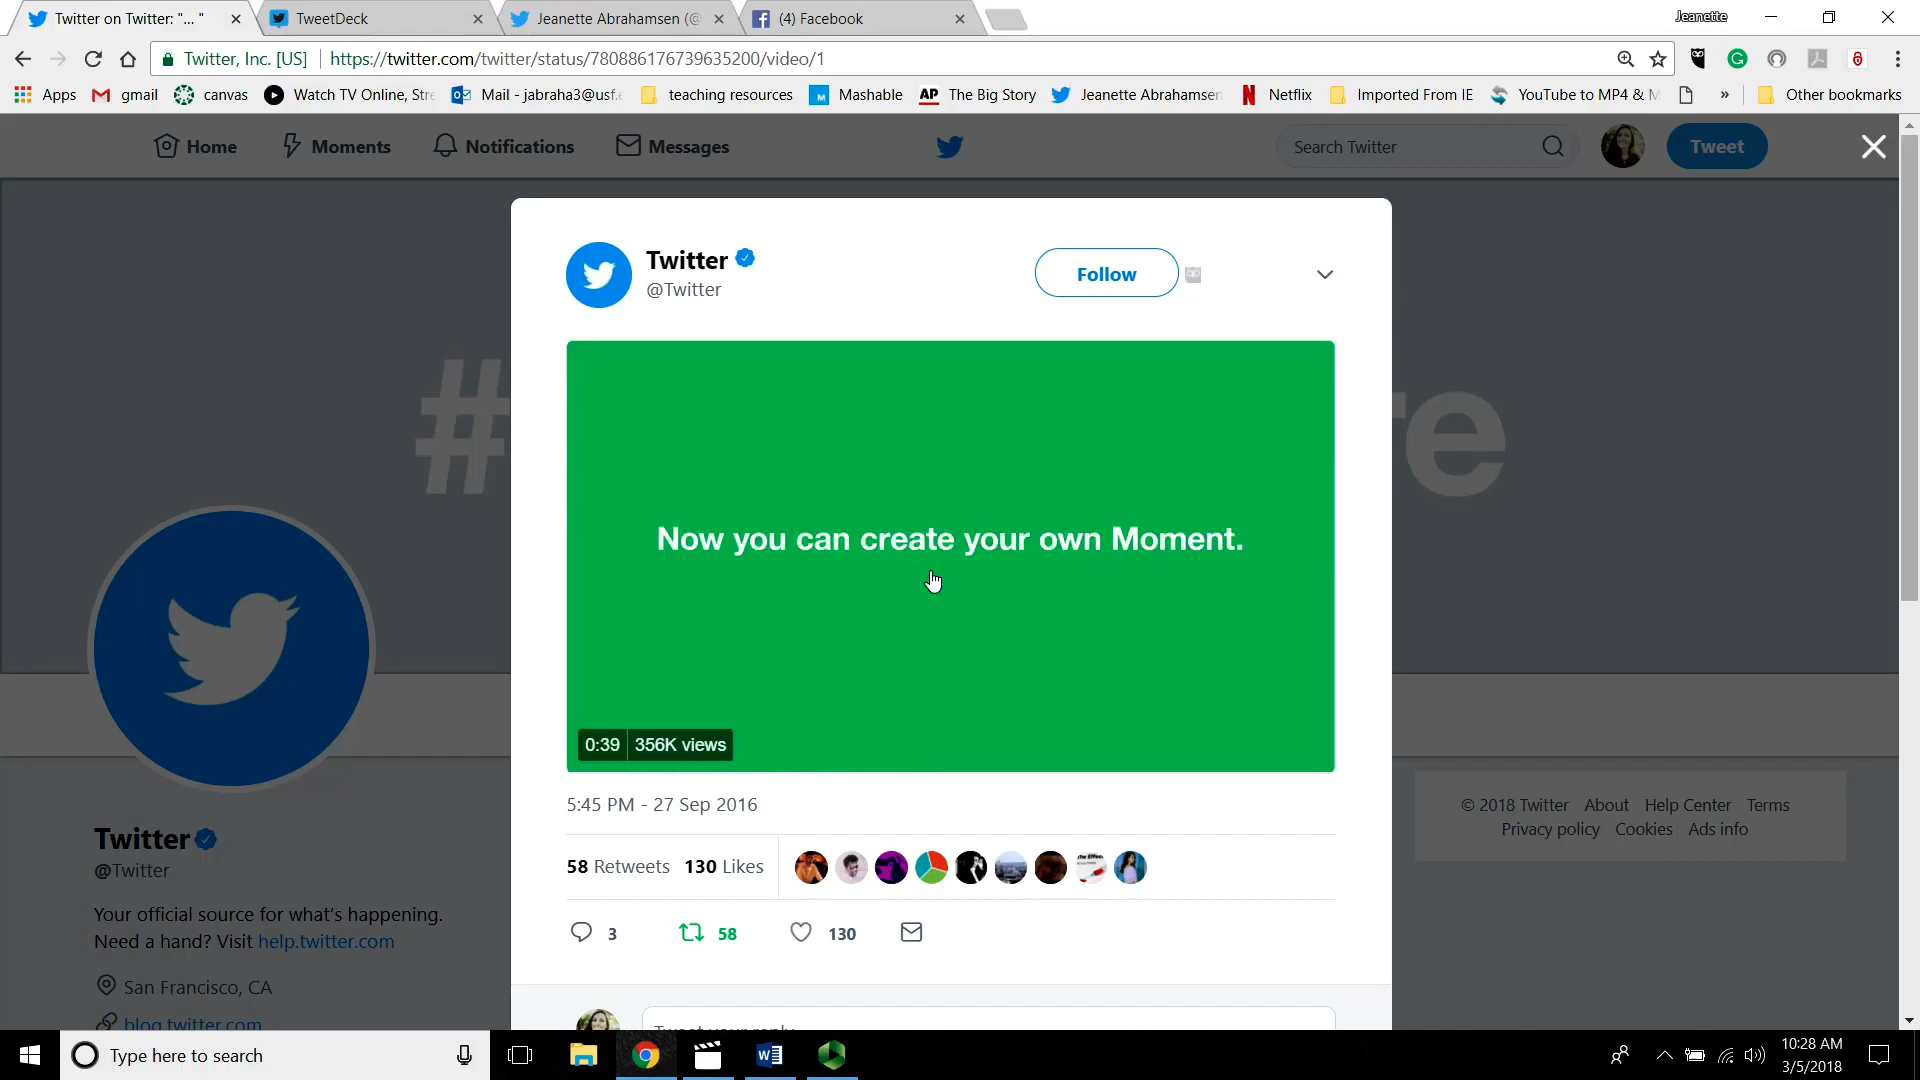 Twitter on Twitter: "... "
TweetDeck
Jeanette Abrahamsen (@
(4) Facebook
Jeanette
Twitter, Inc. [US]
https://twitter.com/twitter/status/780886176739635200/video/1
Apps
gmail
canvas
Watch TV Online, Stre
Mail - jabraha3@usf.e
teaching resources
Mashable
AP The Big Story
Jeanette Abrahamsen
Netflix
Imported From IE
YouTube to MP4 & M
»
Other bookmarks
Home
Moments
Notifications
Messages
Search Twitter
Tweet
#
re
Twitter
@Twitter
Follow
Now you can create your own Moment.
0:39 356K views
5:45 PM - 27 Sep 2016
58 Retweets 130 Likes
3
58
130
Twitter
@Twitter
Your official source for what's happening.
Need a hand? Visit help.twitter.com
San Francisco, CA
blog.twitter.com
© 2018 Twitter About Help Center Terms
Privacy policy Cookies Ads info
Tweet your reply
Type here to search
10:28 AM
3/5/2018